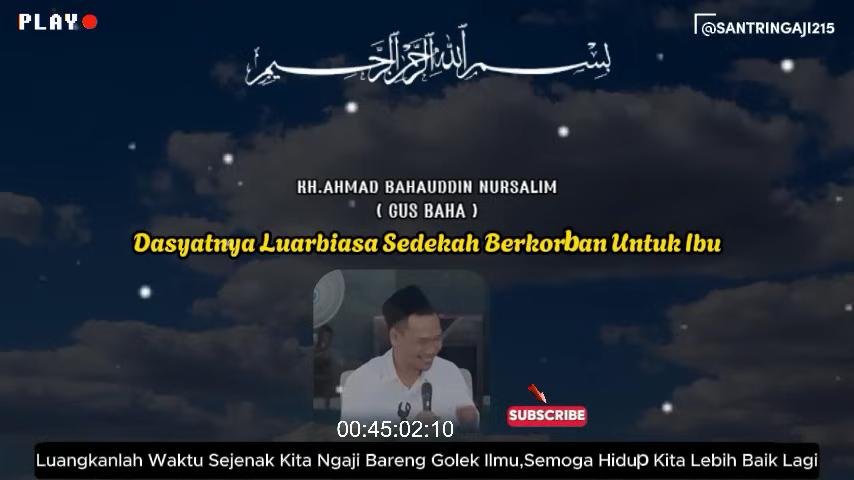 PLAY
@SANTRINGAJI215
بسم الله الرحمن الرحيم
KH.AHMAD BAHAUDDIN NURSALIM
( GUS BAHA )
Dasyatnya Luarbiasa Sedekah Berkorban Untuk Ibu
SUBSCRIBE
00:45:02:10
Luangkanlah Waktu Sejenak Kita Ngaji Bareng Golek Ilmu,Semoga Hidup Kita Lebih Baik Lagi